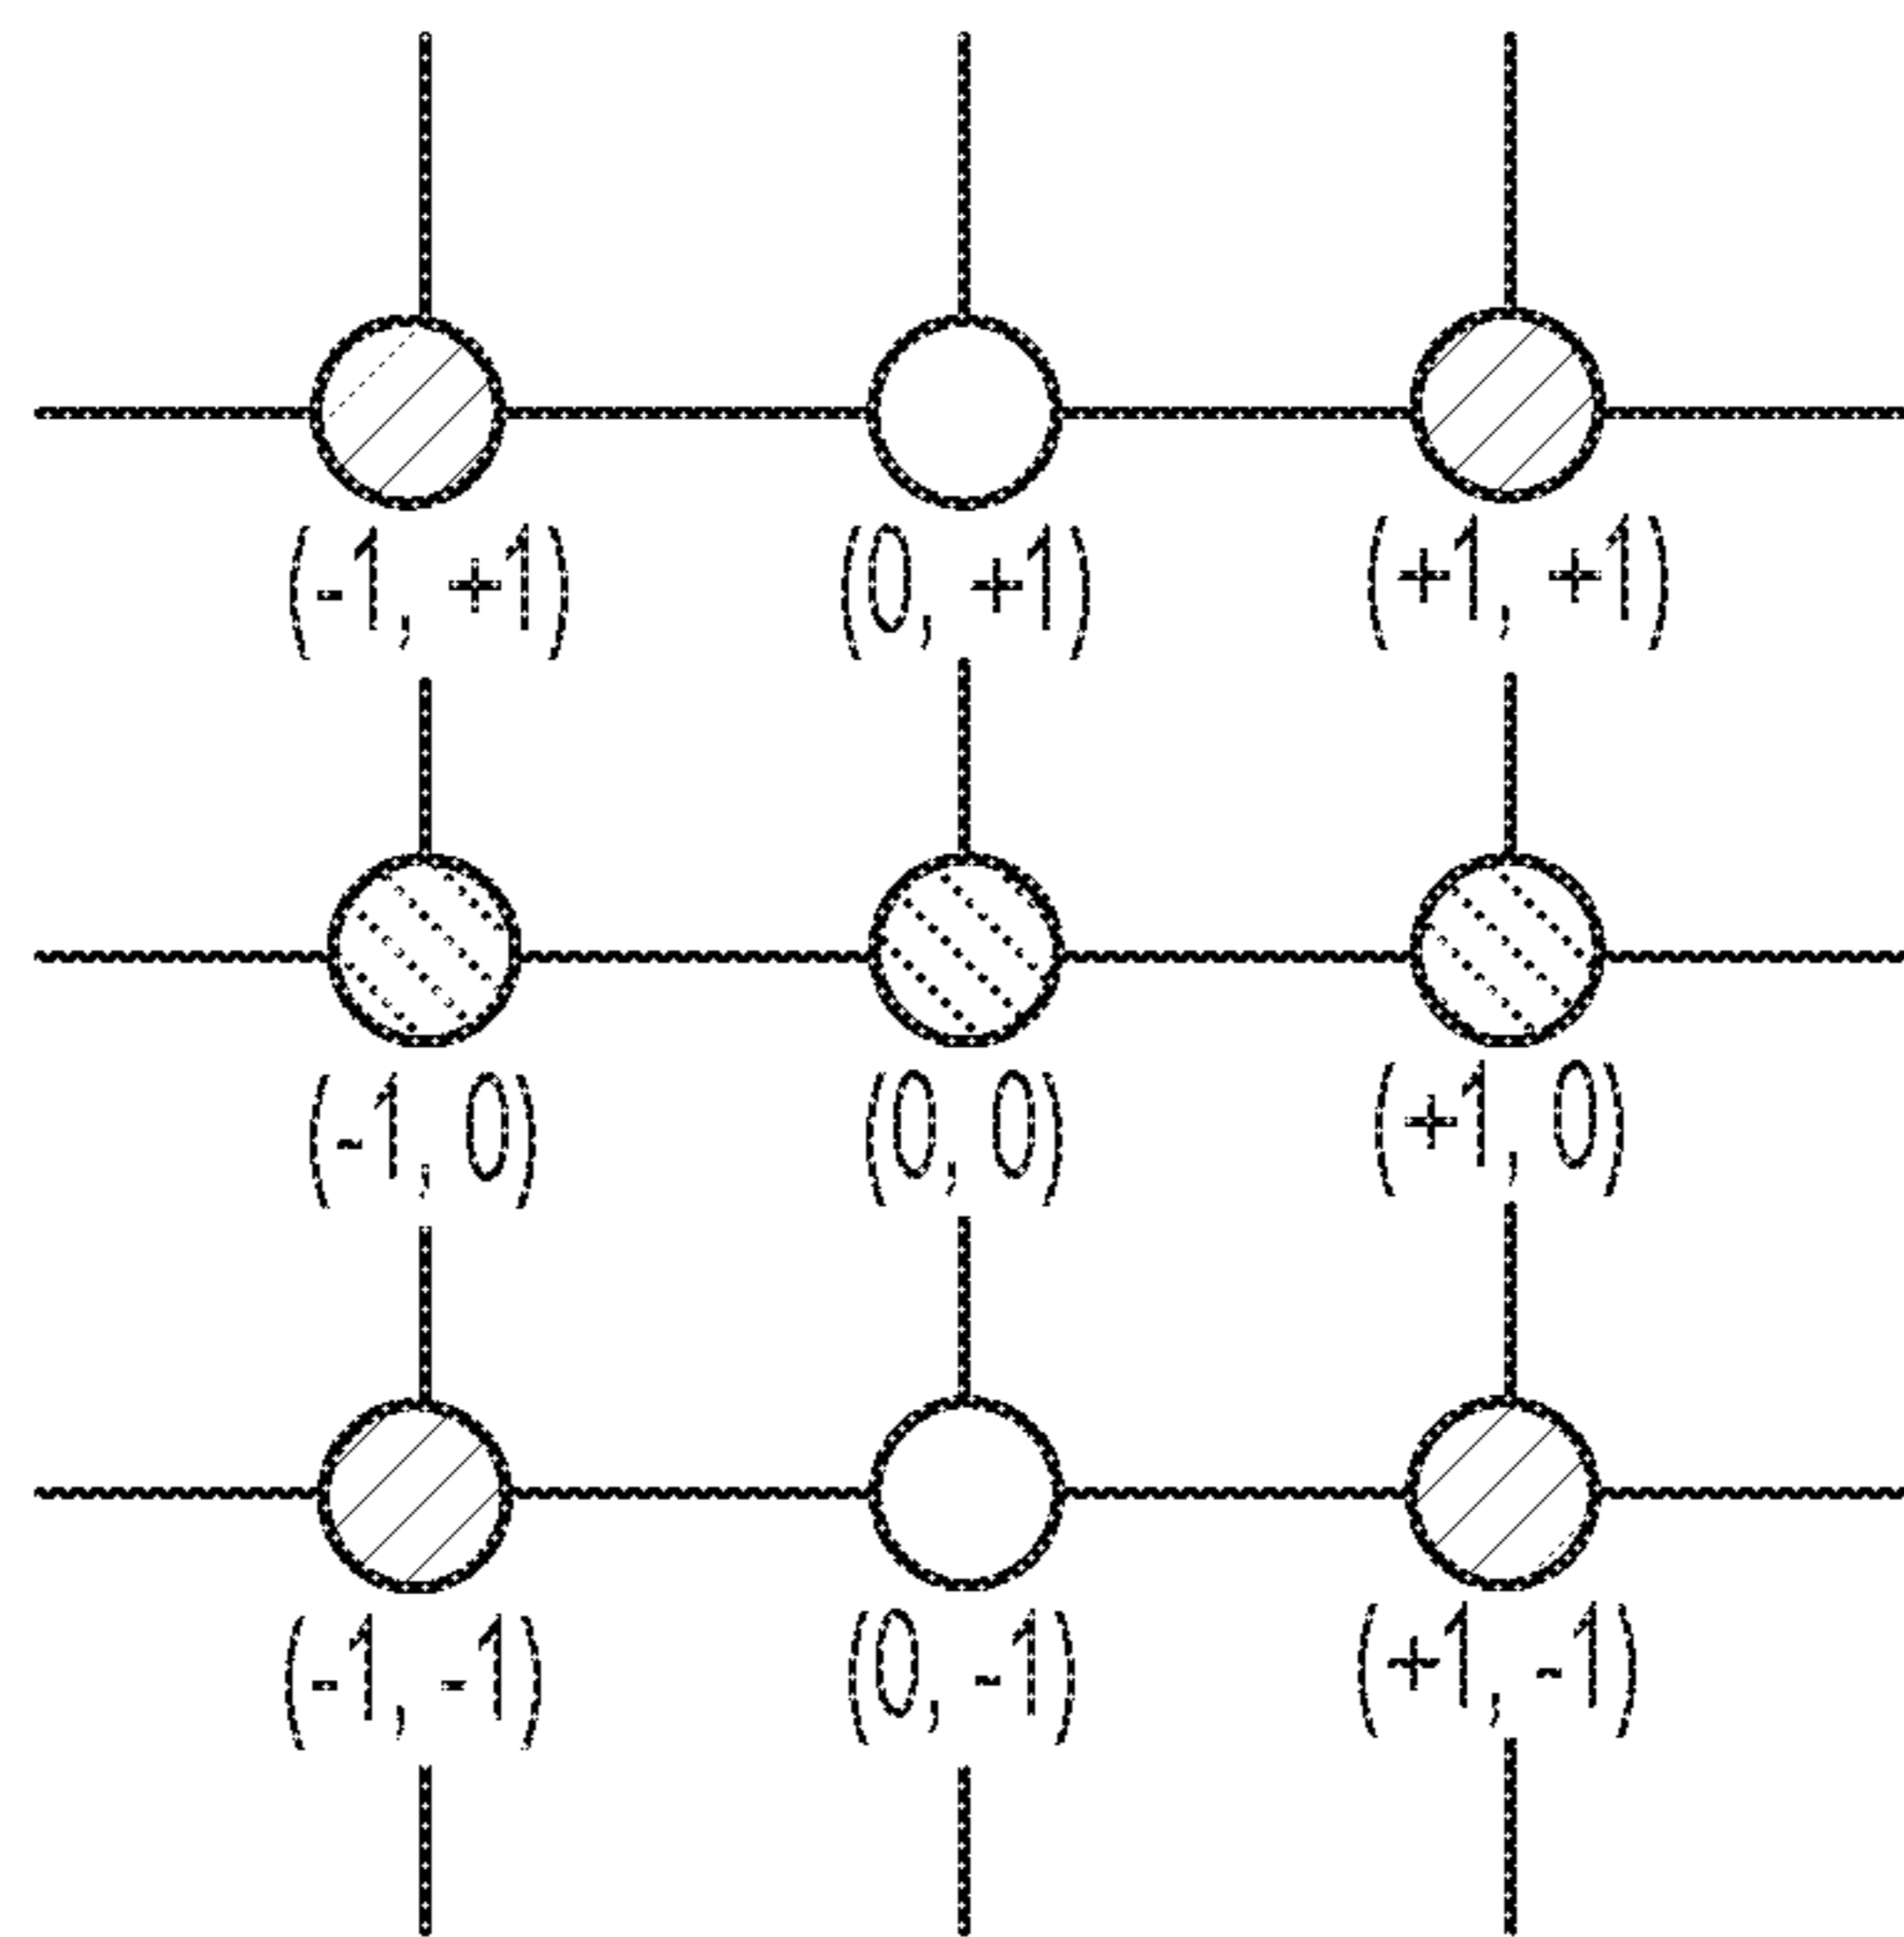 (-1, +1) (0, +1) (+1, +1)
(-1, 0) (0, 0) (+1, 0)
(-1, -1) (0, -1) (+1, -1)